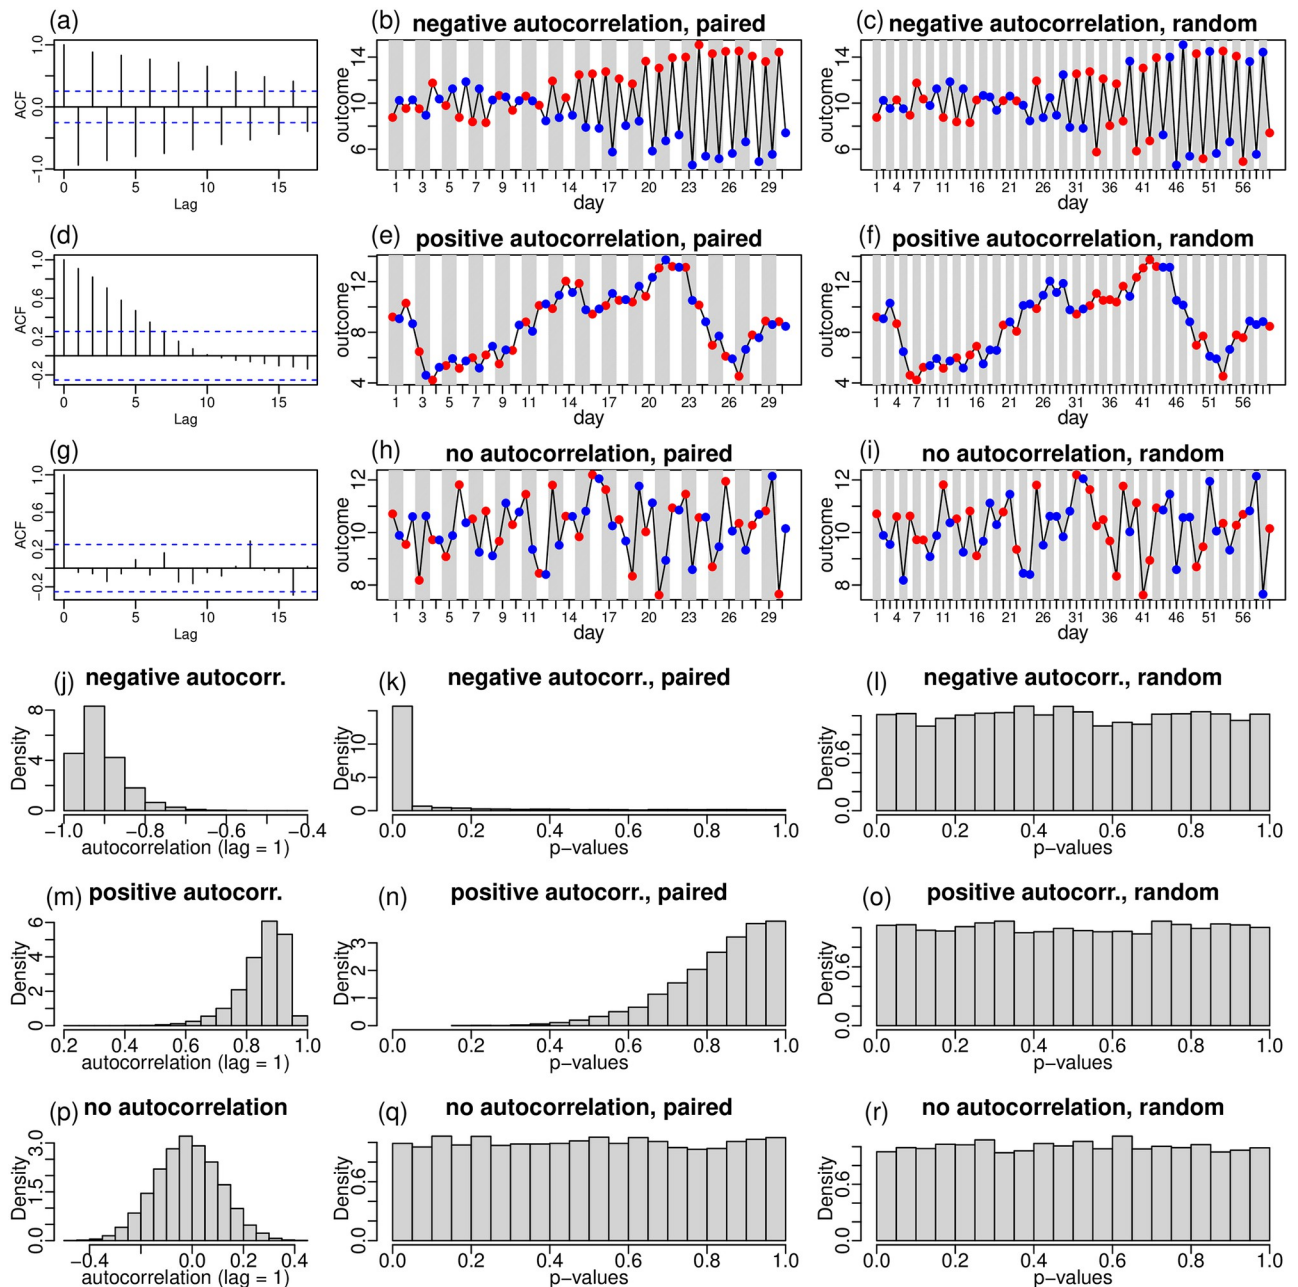 (a)
ACF
1.0
0.0
−1.0
0 5 10 15
Lag
(b) negative autocorrelation, paired
outcome
14
10
6
1 3 5 7 9 11 14 17 20 23 26 29
day
(c) negative autocorrelation, random
outcome
14
10
6
1 4 7 11 16 21 26 31 36 41 46 51 56
day
(d)
ACF
1.0
0.6
0.2
−0.2
0 5 10 15
Lag
(e) positive autocorrelation, paired
outcome
12
8
4
1 3 5 7 9 11 14 17 20 23 26 29
day
(f) positive autocorrelation, random
outcome
12
8
4
1 4 7 11 16 21 26 31 36 41 46 51 56
day
(g)
ACF
1.0
0.6
0.2
−0.2
0 5 10 15
Lag
(h) no autocorrelation, paired
outcome
12
10
8
1 3 5 7 9 11 14 17 20 23 26 29
day
(i) no autocorrelation, random
outcome
12
10
8
1 4 7 11 16 21 26 31 36 41 46 51 56
day
(j) negative autocorr.
Density
8
4
0
−1.0 −0.8 −0.6 −0.4
autocorrelation (lag = 1)
(k) negative autocorr., paired
Density
10
5
0
0.0 0.2 0.4 0.6 0.8 1.0
p−values
(l) negative autocorr., random
Density
0.6
0.0
0.0 0.2 0.4 0.6 0.8 1.0
p−values
(m) positive autocorr.
Density
6
4
2
0
0.2 0.4 0.6 0.8 1.0
autocorrelation (lag = 1)
(n) positive autocorr., paired
Density
3
2
1
0
0.0 0.2 0.4 0.6 0.8 1.0
p−values
(o) positive autocorr., random
Density
0.6
0.0
0.0 0.2 0.4 0.6 0.8 1.0
p−values
(p) no autocorrelation
Density
3.0
1.5
0.0
−0.4 0.0 0.2 0.4
autocorrelation (lag = 1)
(q) no autocorrelation, paired
Density
0.6
0.0
0.0 0.2 0.4 0.6 0.8 1.0
p−values
(r) no autocorrelation, random
Density
0.6
0.0
0.0 0.2 0.4 0.6 0.8 1.0
p−values